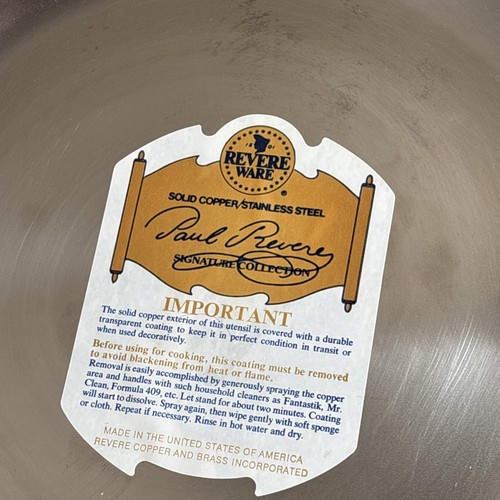 18 01
REVERE
WARE
®
SOLID COPPER/STAINLESS STEEL
Paul Revere
SIGNATURE COLLECTION
IMPORTANT
The solid copper exterior of this utensil is covered with a durable
transparent coating to keep it in perfect condition in transit or
when used decoratively.
Before using for cooking, this coating must be removed
to avoid blackening from heat or flame.
Removal is easily accomplished by generously spraying the copper
area and handles with such household cleaners as Fantastik, Mr.
Clean, Formula 409, etc. Let stand for about two minutes. Coating
will start to dissolve. Spray again, then wipe gently with soft sponge
or cloth. Repeat if necessary. Rinse in hot water and dry.
MADE IN THE UNITED STATES OF AMERICA
REVERE COPPER AND BRASS INCORPORATED